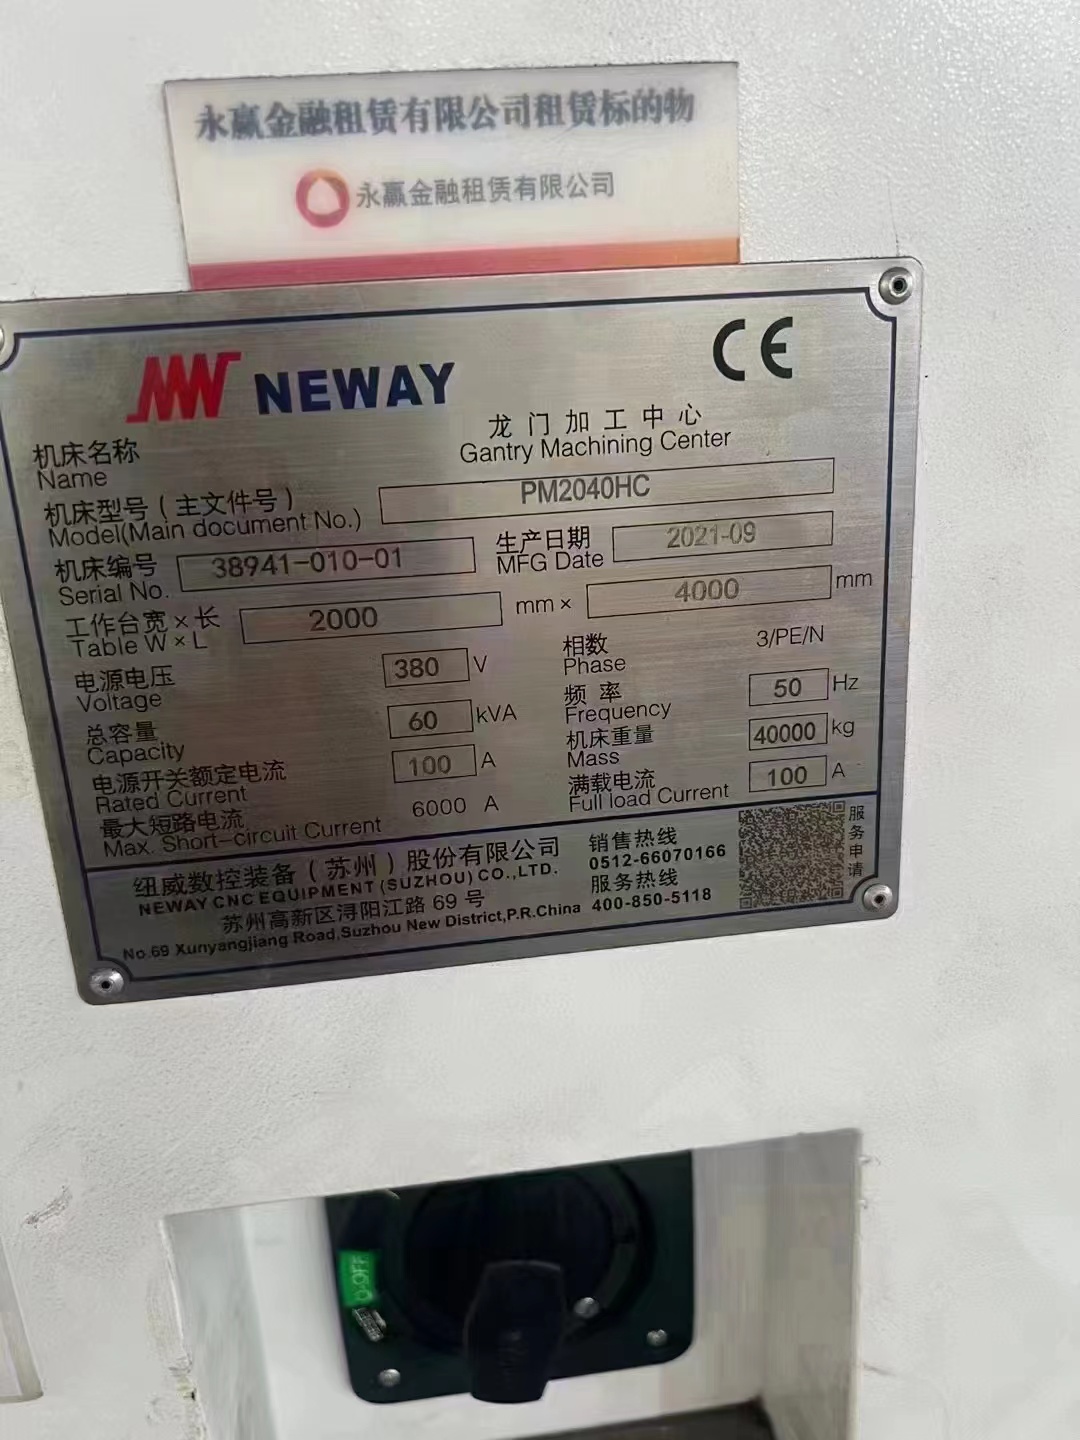 永赢金融租赁有限公司租赁标的物
永赢金融租赁有限公司
NEWAY
CE
机床名称
Name
龙门加工中心
Gantry Machining Center
机床型号(主文件号)
Model(Main document No.)
PM2040HC
机床编号
Serial No.
38941-010-01
生产日期
MFG Date
2021-09
工作台宽×长
Table W×L
2000
mm×
4000
mm
电源电压
Voltage
380
V
相数
Phase
3/PE/N
总容量
Capacity
60
kVA
频率
Frequency
50
Hz
电源开关额定电流
Rated Current
100
A
机床重量
Mass
40000
kg
最大短路电流
Max. Short-circuit Current
6000 A
满载电流
Full load Current
100
A
纽威数控装备(苏州)股份有限公司
NEWAY CNC EQUIPMENT (SUZHOU) CO.,LTD.
苏州高新区浔阳江路 69 号
No.69 Xunyangjiang Road,Suzhou New District,P.R.China
销售热线
0512-66070166
服务热线
400-850-5118
服务申请
O-OFF